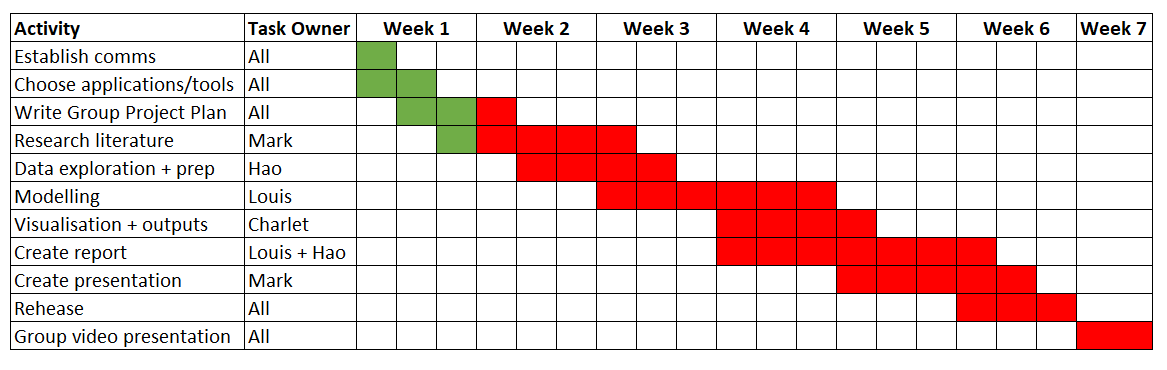 Activity Task Owner Week 1 Week 2 Week 3 Week 4 Week 5 Week 6 Week 7
Establish comms All
Choose applications/tools All
Write Group Project Plan All
Research literature Mark
Data exploration + prep Hao
Modelling Louis
Visualisation + outputs Charlet
Create report Louis + Hao
Create presentation Mark
Rehease All
Group video presentation All